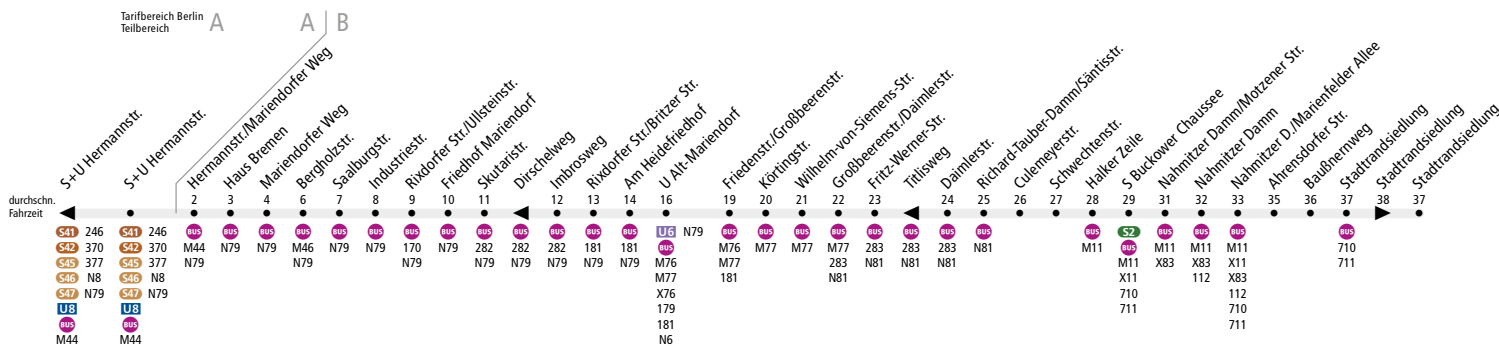 Tarifbereich Berlin
Teilbereich
A
A
B
S+U Hermannstr.
S+U Hermannstr.
Hermannstr./Mariendorfer Weg
Haus Bremen
Mariendorfer Weg
Bergholzstr.
Saalburgstr.
Industriestr.
Rixdorfer Str./Ullsteinstr.
Friedhof Mariendorf
Skutaristr.
Dirschelweg
Imbrosweg
Rixdorfer Str./Britzer Str.
Am Heidefriedhof
U Alt-Mariendorf
Friedenstr./Großbeerenstr.
Körtingstr.
Wilhelm-von-Siemens-Str.
Großbeerenstr./Daimlerstr.
Fritz-Werner-Str.
Titlisweg
Daimlerstr.
Richard-Tauber-Damm/Säntisstr.
Culemeyerstr.
Schwechtenstr.
Halker Zeile
S Buckower Chaussee
Nahmitzer Damm/Motzener Str.
Nahmitzer Damm
Nahmitzer D./Marienfelder Allee
Ahrensdorfer Str.
Baußnernweg
Stadtrandsiedlung
Stadtrandsiedlung
Stadtrandsiedlung
durchschn.
Fahrzeit
2 3 4 6 7 8 9 10 11 12 13 14 16 19 20 21 22 23 24 25 26 27 28 29 31 32 33 35 36 37 38 37
S41 246 S41 246 BUS BUS BUS BUS BUS BUS BUS BUS BUS BUS BUS BUS BUS U6 N79 BUS BUS BUS BUS BUS BUS BUS BUS BUS S2 BUS BUS BUS BUS
S42 370 S42 370 M44 N79 N79 M46 N79 N79 170 N79 282 282 282 181 181 BUS M76 M77 M77 M77 283 283 283 N81 M11 BUS M11 M11 M11 710
S45 377 S45 377 N79 N79 N79 N79 N79 N79 N79 N79 M76 M77 283 N81 N81 N81 M11 X83 X83 X11 711
S46 N8 S46 N8 M77 181 N81 X11 112 X83
S47 N79 S47 N79 X76 710 112
U8 U8 179 711 710
BUS BUS 181 711
M44 M44 N6